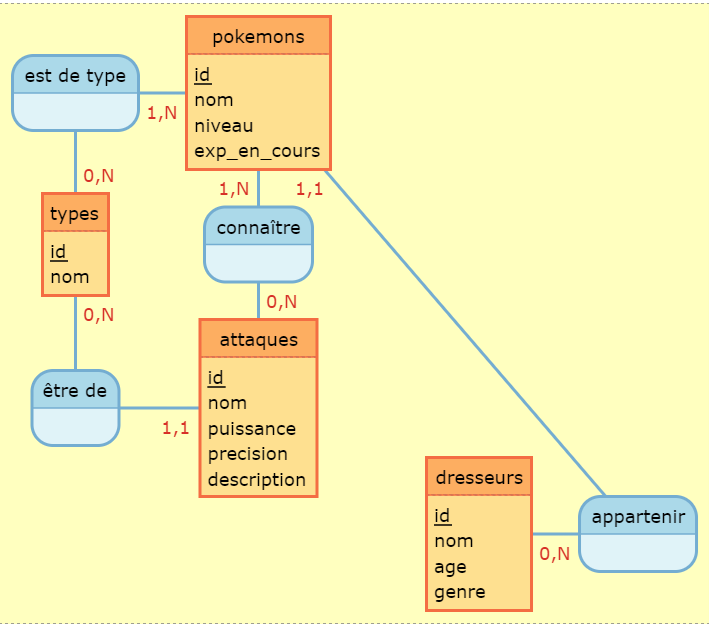 pokemons
id
nom
niveau
exp_en_cours
est de type
1,N
0,N
types
id
nom
0,N
être de
1,1
1,N
1,1
connaître
0,N
attaques
id
nom
puissance
precision
description
dresseurs
id
nom
age
genre
0,N
appartenir